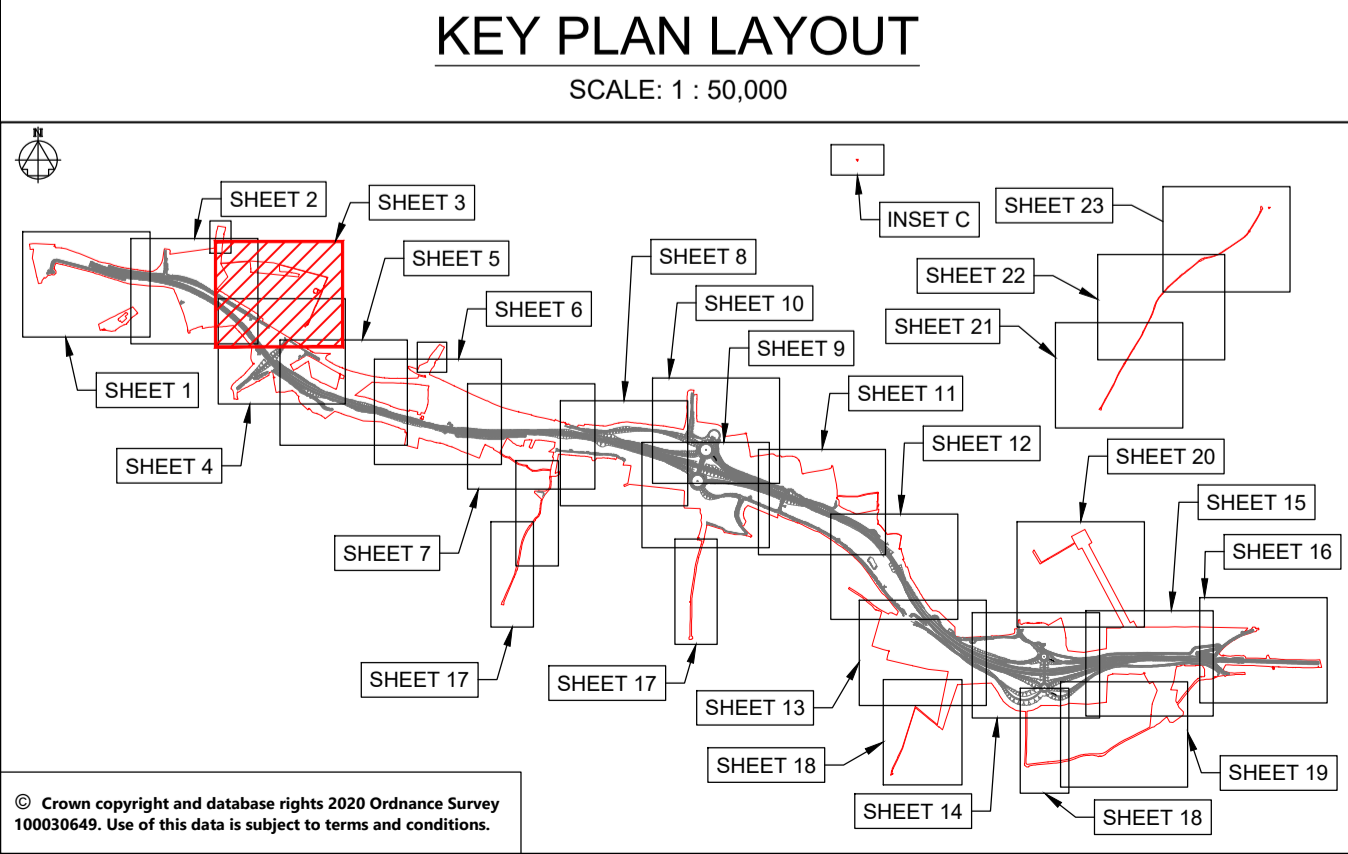 KEY PLAN LAYOUT
SCALE: 1 : 50,000
N
SHEET 2
SHEET 3
INSET C
SHEET 23
SHEET 5
SHEET 8
SHEET 22
SHEET 6
SHEET 10
SHEET 21
SHEET 9
SHEET 1
SHEET 11
SHEET 4
SHEET 12
SHEET 20
SHEET 15
SHEET 7
SHEET 16
SHEET 17
SHEET 17
SHEET 13
SHEET 18
SHEET 19
SHEET 14
SHEET 18
© Crown copyright and database rights 2020 Ordnance Survey
100030649. Use of this data is subject to terms and conditions.